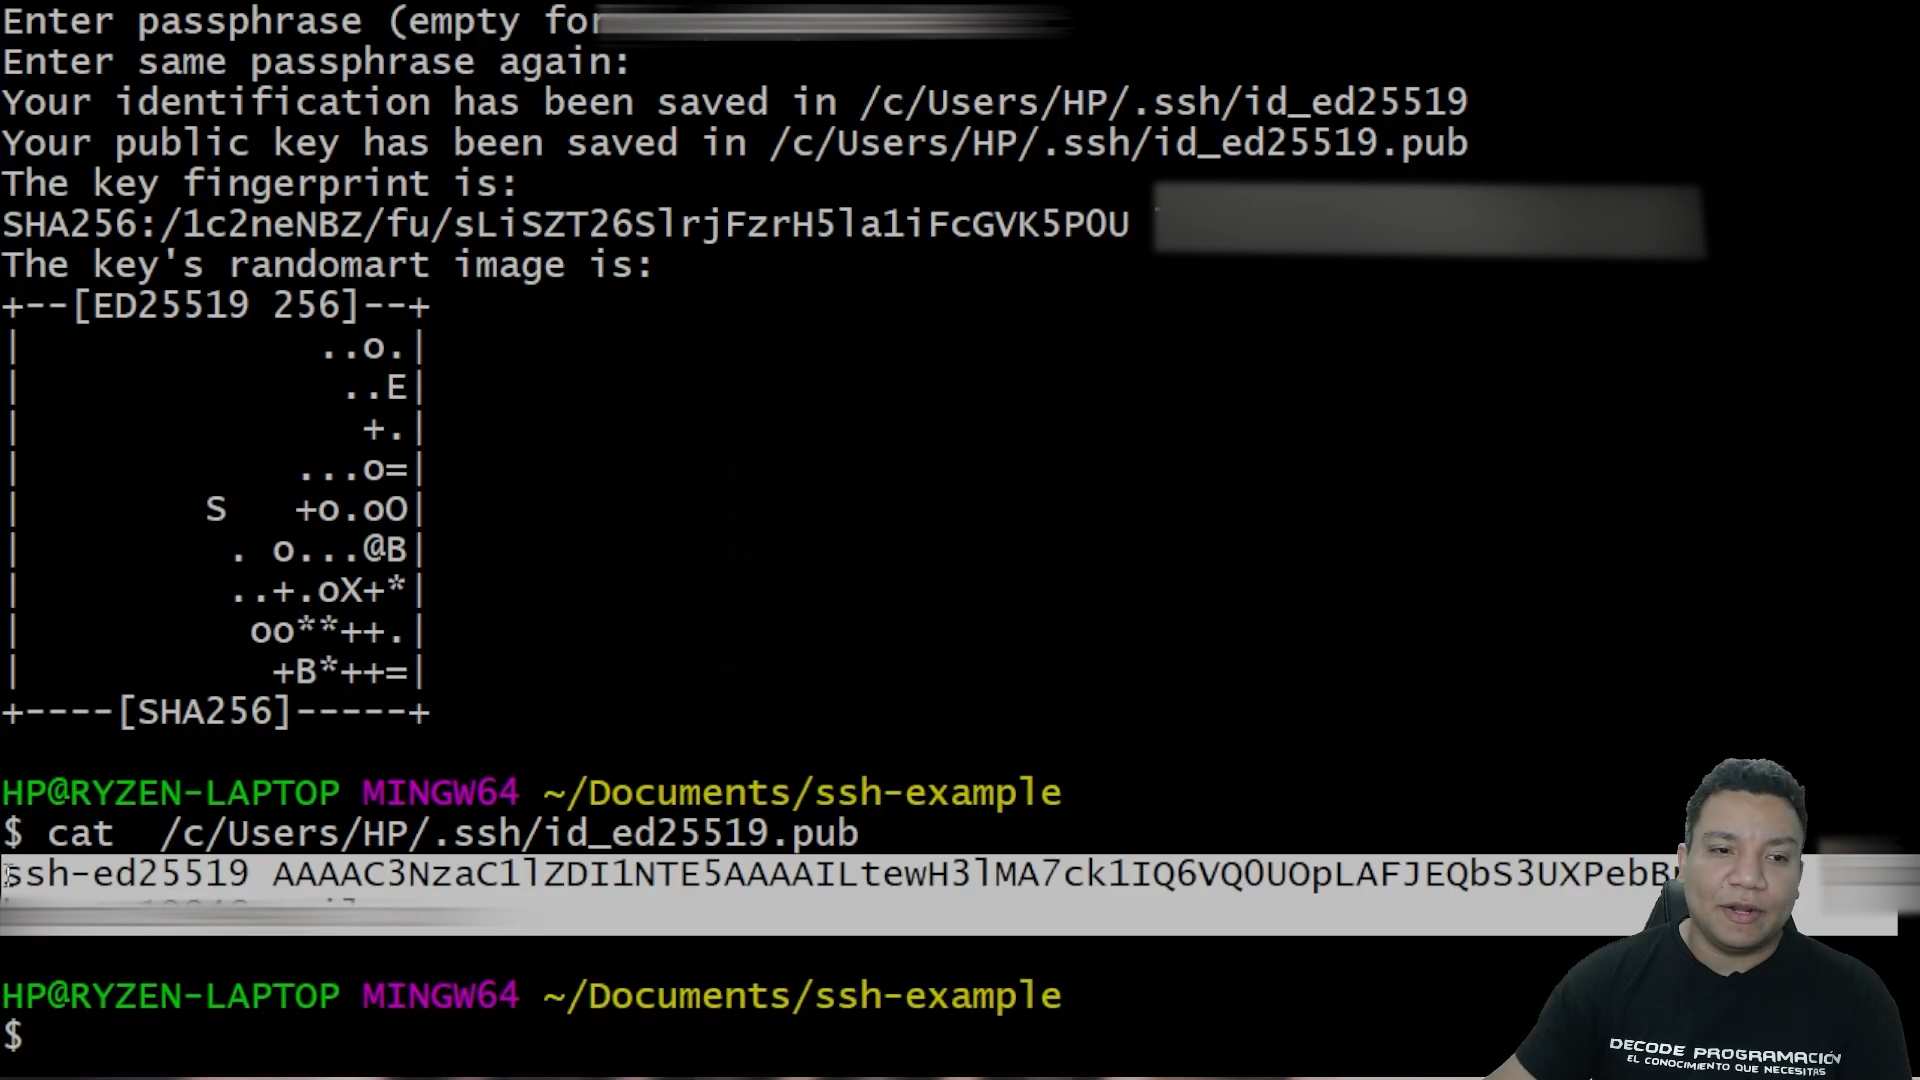 Enter passphrase (empty for
Enter same passphrase again:
Your identification has been saved in /c/Users/HP/.ssh/id_ed25519
Your public key has been saved in /c/Users/HP/.ssh/id_ed25519.pub
The key fingerprint is:
SHA256:/1c2neNBZ/fu/sLiSZT26SlrjFzrH5la1iFcGVK5P0U
The key's randomart image is:
+--[ED25519 256]--+
|              ..o.|
|               ..E|
|                +.|
|             ...o=|
|        S   +o.oO|
|         . o...@B|
|         ..+.oX+*|
|          oo**++.|
|           +B*++=|
+----[SHA256]-----+
HP@RYZEN-LAPTOP MINGW64 ~/Documents/ssh-example
$ cat  /c/Users/HP/.ssh/id_ed25519.pub
ssh-ed25519 AAAAC3NzaC1lZDI1NTE5AAAAILtewH3lMA7ck1IQ6VQ0UOpLAFJEQbS3UXPebB
HP@RYZEN-LAPTOP MINGW64 ~/Documents/ssh-example
$
DECODE PROGRAMACIÓN
EL CONOCIMIENTO QUE NECESITAS